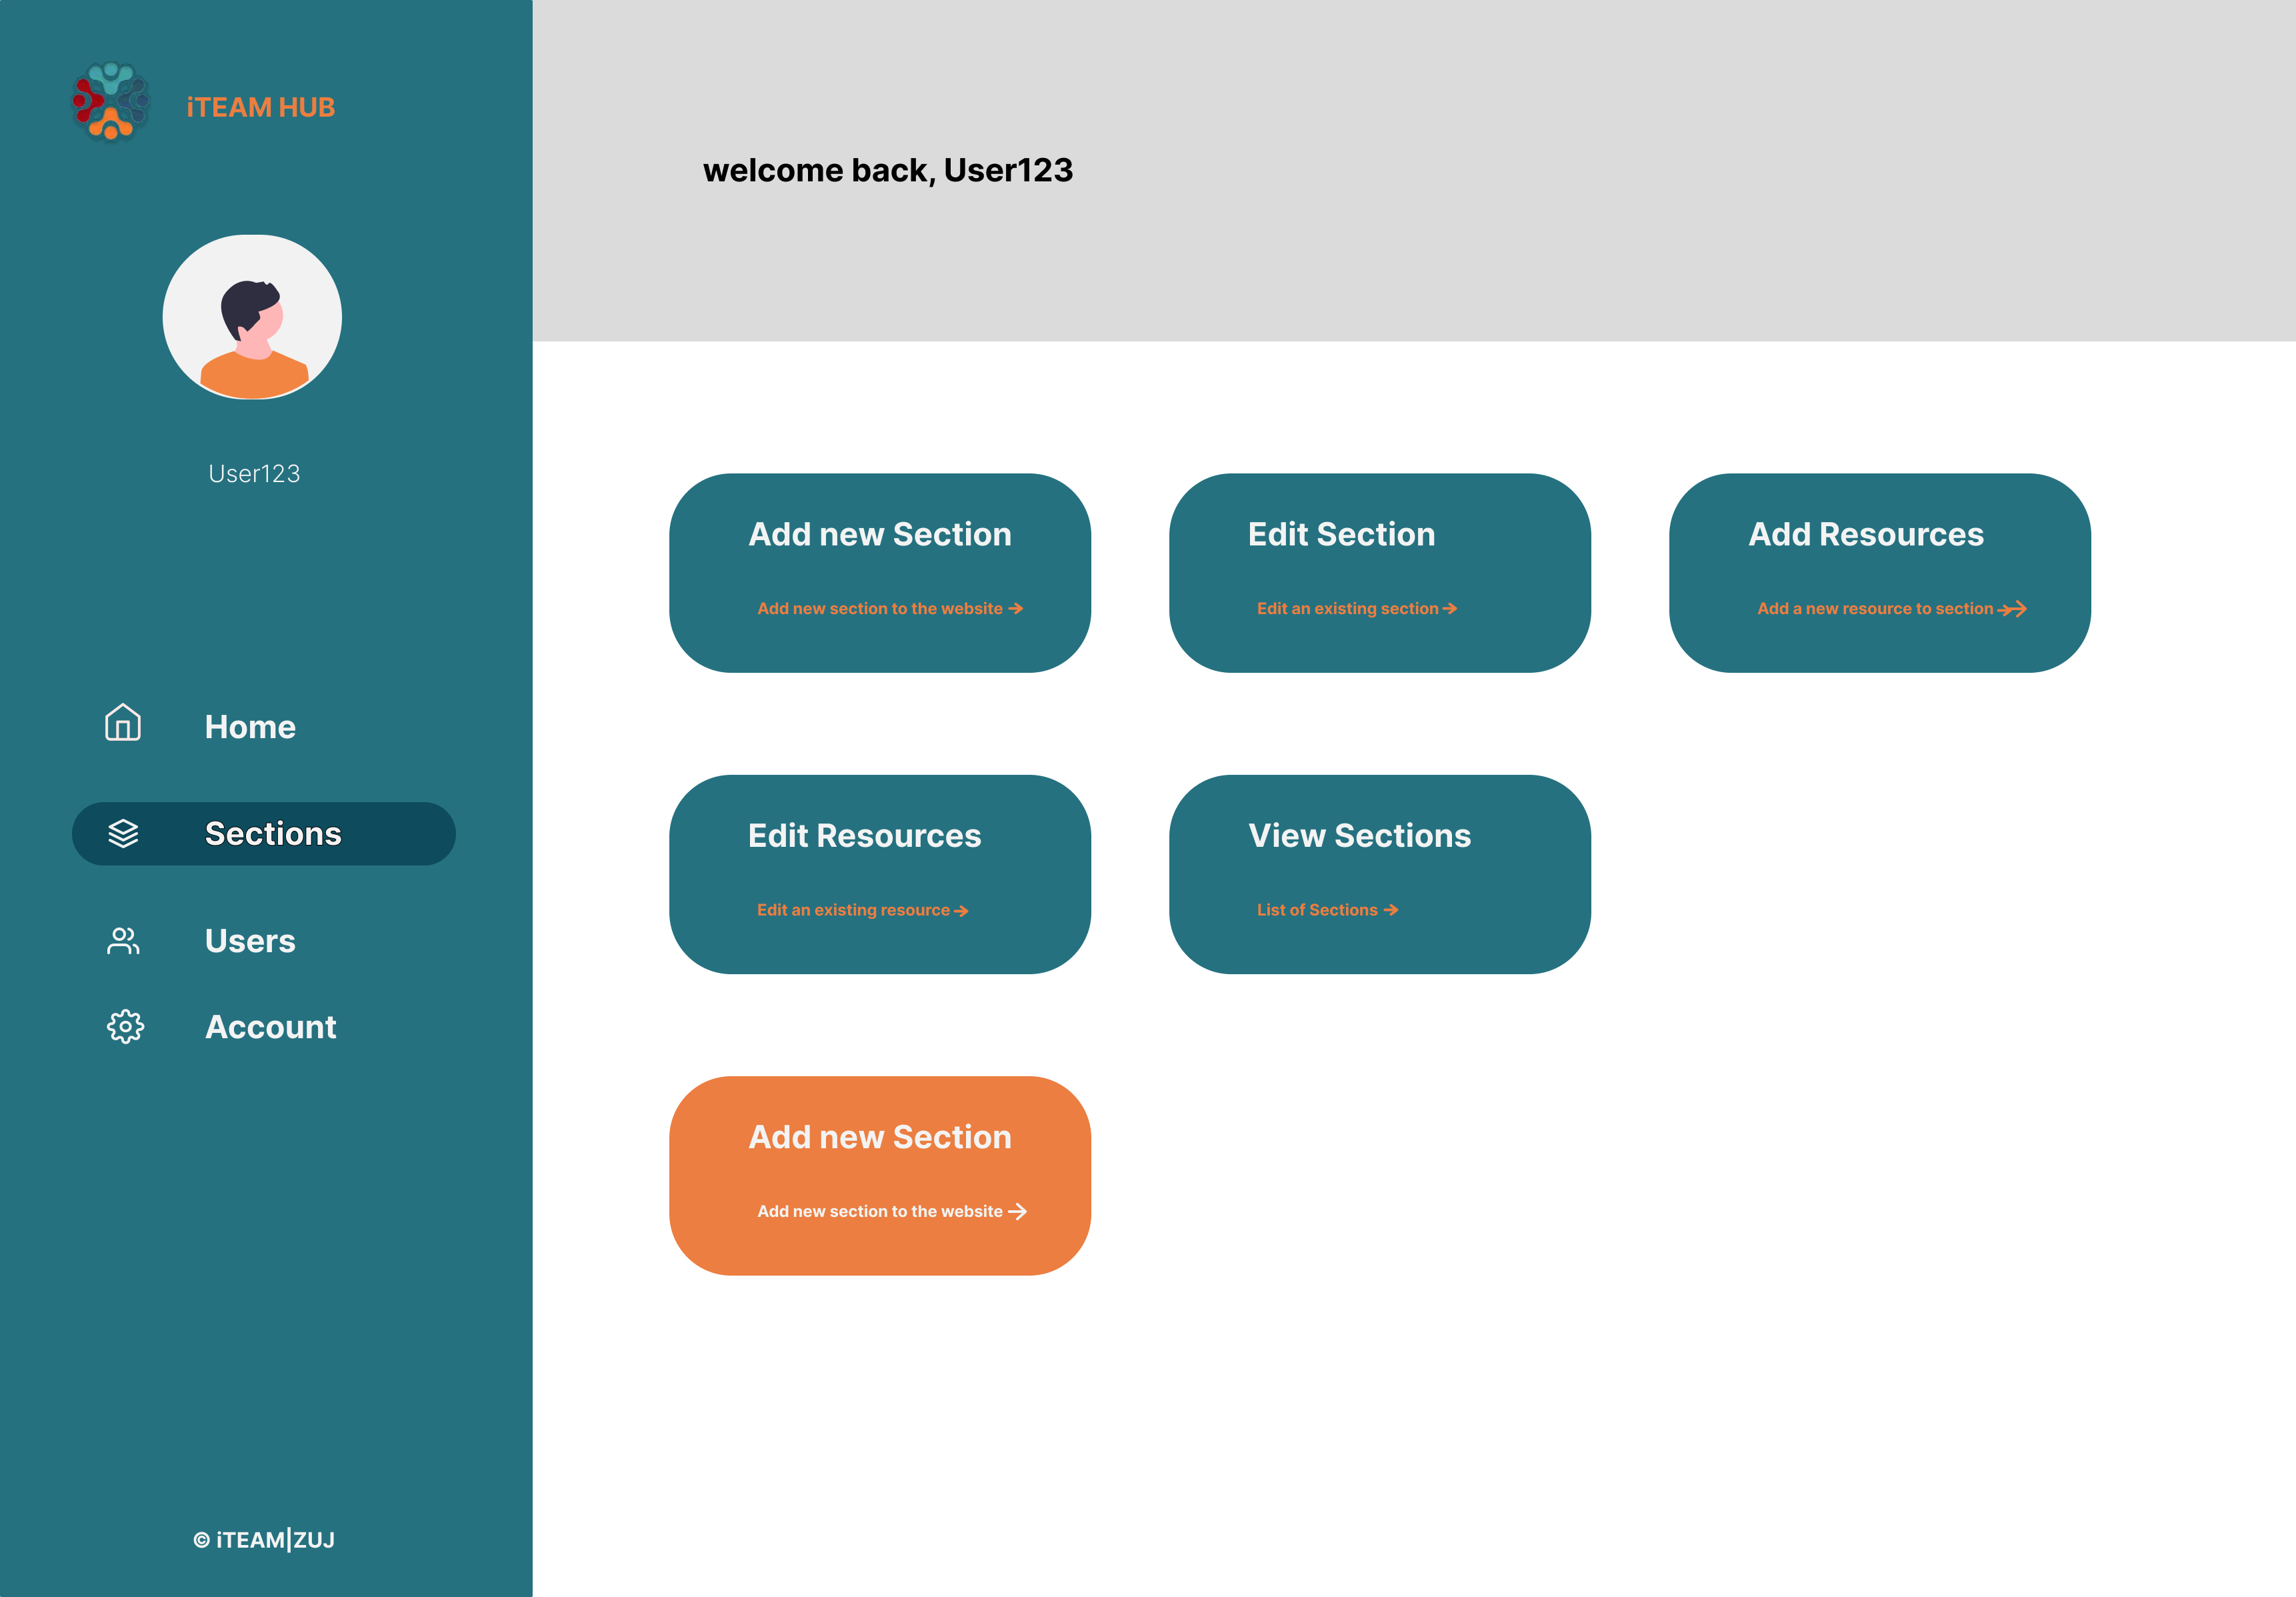 iTEAM HUB
User123
Home
Sections
Users
Account
© iTEAM|ZUJ
welcome back, User123
Add new Section
Add new section to the website →
Edit Section
Edit an existing section →
Add Resources
Add a new resource to section →
Edit Resources
Edit an existing resource →
View Sections
List of Sections →
Add new Section
Add new section to the website →